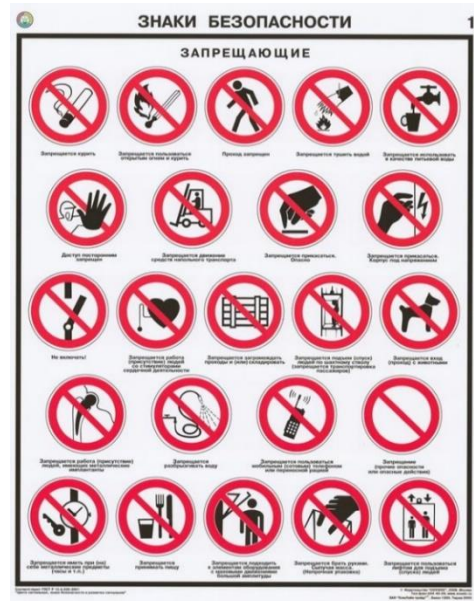 ЗНАКИ БЕЗОПАСНОСТИ
1
ЗАПРЕЩАЮЩИЕ
Запрещается курить
Запрещается пользоваться
открытым огнем и курить
Проход запрещен
Запрещается тушить водой
Запрещается использовать
в качестве питьевой воды
Доступ посторонним
запрещен
Запрещается движение
средств напольного транспорта
Запрещается прикасаться.
Опасно
Запрещается прикасаться.
Корпус под напряжением
Не включать!
Запрещается работа
(присутствие) людей
со стимуляторами
сердечной деятельности
Запрещается загромождать
проходы и (или) складировать
Запрещается подъем (спуск)
людей по шахтному стволу
(запрещается транспортировка
пассажиров)
Запрещается вход
(проход) с животными
Запрещается работа (присутствие)
людей, имеющих металлические
имплантаты
Запрещается
разбрызгивать воду
Запрещается пользоваться
мобильным (сотовым) телефоном
или переносной рацией
Запрещение
(прочие опасности
или опасные действия)
Запрещается иметь при (на)
себе металлические предметы
(часы и т.п.)
Запрещается
принимать пищу
Запрещается подходить
к элементам оборудования
с маховыми движениями
большой амплитуды
Запрещается брать руками.
Сыпучая масса
(Непрочная упаковка)
Запрещается пользоваться
лифтом для подъема
(спуска) людей